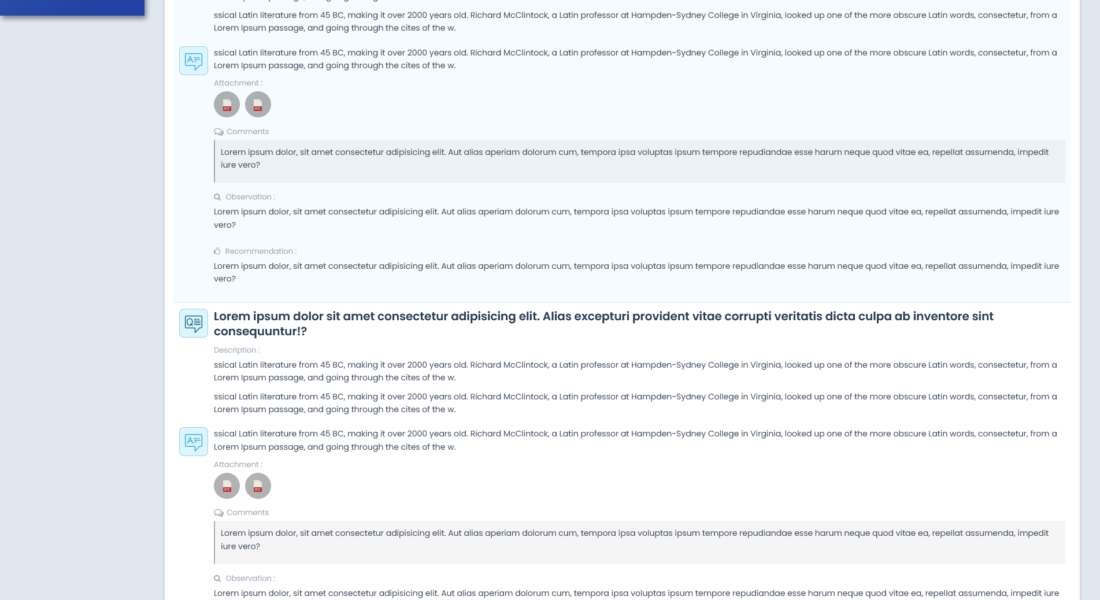 ssical Latin literature from 45 BC, making it over 2000 years old. Richard McClintock, a Latin professor at Hampden-Sydney College in Virginia, looked up one of the more obscure Latin words, consectetur, from a
Lorem Ipsum passage, and going through the cites of the w.
A
ssical Latin literature from 45 BC, making it over 2000 years old. Richard McClintock, a Latin professor at Hampden-Sydney College in Virginia, looked up one of the more obscure Latin words, consectetur, from a
Lorem Ipsum passage, and going through the cites of the w.
Attachment :
Comments
Lorem ipsum dolor, sit amet consectetur adipisicing elit. Aut alias aperiam dolorum cum, tempora ipsa voluptas ipsum tempore repudiandae esse harum neque quod vitae ea, repellat assumenda, impedit
iure vero?
Observation :
Lorem ipsum dolor, sit amet consectetur adipisicing elit. Aut alias aperiam dolorum cum, tempora ipsa voluptas ipsum tempore repudiandae esse harum neque quod vitae ea, repellat assumenda, impedit iure
vero?
Recommendation :
Lorem ipsum dolor, sit amet consectetur adipisicing elit. Aut alias aperiam dolorum cum, tempora ipsa voluptas ipsum tempore repudiandae esse harum neque quod vitae ea, repellat assumenda, impedit iure
vero?
Q
Lorem ipsum dolor sit amet consectetur adipisicing elit. Alias excepturi provident vitae corrupti veritatis dicta culpa ab inventore sint
consequuntur!?
Description :
ssical Latin literature from 45 BC, making it over 2000 years old. Richard McClintock, a Latin professor at Hampden-Sydney College in Virginia, looked up one of the more obscure Latin words, consectetur, from a
Lorem Ipsum passage, and going through the cites of the w.
ssical Latin literature from 45 BC, making it over 2000 years old. Richard McClintock, a Latin professor at Hampden-Sydney College in Virginia, looked up one of the more obscure Latin words, consectetur, from a
Lorem Ipsum passage, and going through the cites of the w.
A
ssical Latin literature from 45 BC, making it over 2000 years old. Richard McClintock, a Latin professor at Hampden-Sydney College in Virginia, looked up one of the more obscure Latin words, consectetur, from a
Lorem Ipsum passage, and going through the cites of the w.
Attachment :
Comments
Lorem ipsum dolor, sit amet consectetur adipisicing elit. Aut alias aperiam dolorum cum, tempora ipsa voluptas ipsum tempore repudiandae esse harum neque quod vitae ea, repellat assumenda, impedit
iure vero?
Observation :
Lorem ipsum dolor, sit amet consectetur adipisicing elit. Aut alias aperiam dolorum cum, tempora ipsa voluptas ipsum tempore repudiandae esse harum neque quod vitae ea, repellat assumenda, impedit iure